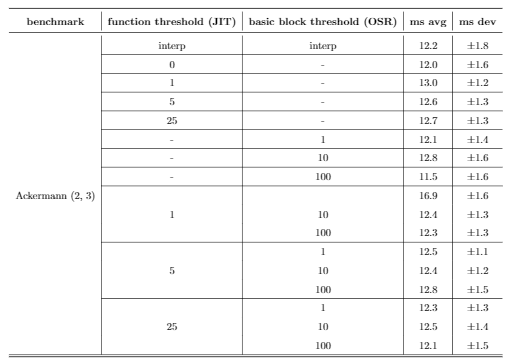 benchmark function threshold (JIT) basic block threshold (OSR) ms avg ms dev
interp interp 12.2 ±1.8
0 - 12.0 ±1.6
1 - 13.0 ±1.2
5 - 12.6 ±1.3
25 - 12.7 ±1.3
- 1 12.1 ±1.4
- 10 12.8 ±1.6
- 100 11.5 ±1.6
Ackermann (2, 3) 16.9 ±1.6
1 10 12.4 ±1.3
100 12.3 ±1.3
1 12.5 ±1.1
5 10 12.4 ±1.2
100 12.8 ±1.5
1 12.3 ±1.3
25 10 12.5 ±1.4
100 12.1 ±1.5